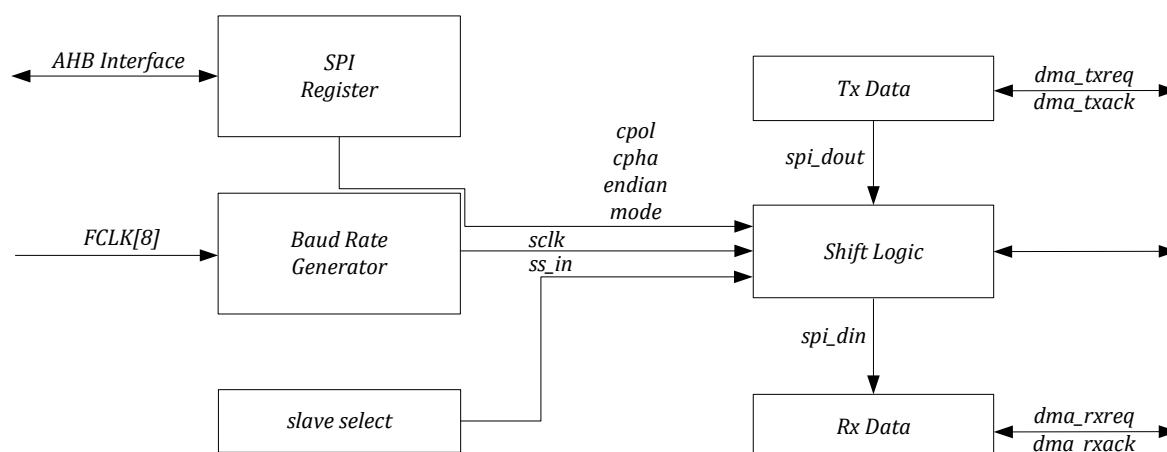 AHB Interface
SPI
Register
Tx Data
dma_txreq
dma_txack
cpol
cpha
endian
mode
spi_dout
FCLK[8]
Baud Rate
Generator
sclk
ss_in
Shift Logic
spi_din
slave select
Rx Data
dma_rxreq
dma_rxack